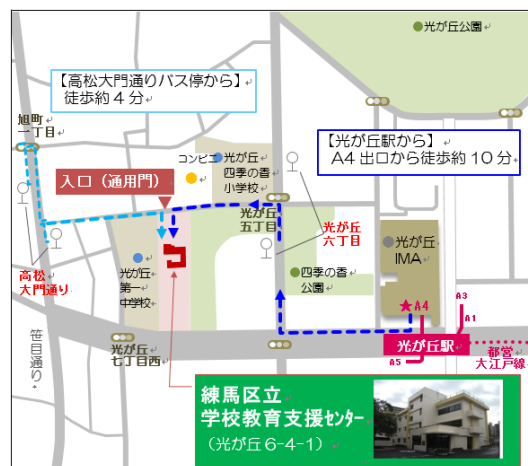 光が丘公園
【高松大門通りバス停から】
徒歩約４分
旭町
一丁目
【光が丘駅から】
A4 出口から徒歩約 10 分
コンビニ
光が丘
四季の香
小学校
入口（通用門）
光が丘
五丁目
光が丘
六丁目
光が丘
IMA
高松
大門通り
光が丘
第一
中学校
四季の香
公園
A4
A3
A1
笹目通り
光が丘
七丁目西
光が丘駅
A5
都営
大江戸線
練馬区立
学校教育支援センター
（光が丘 6-4-1）